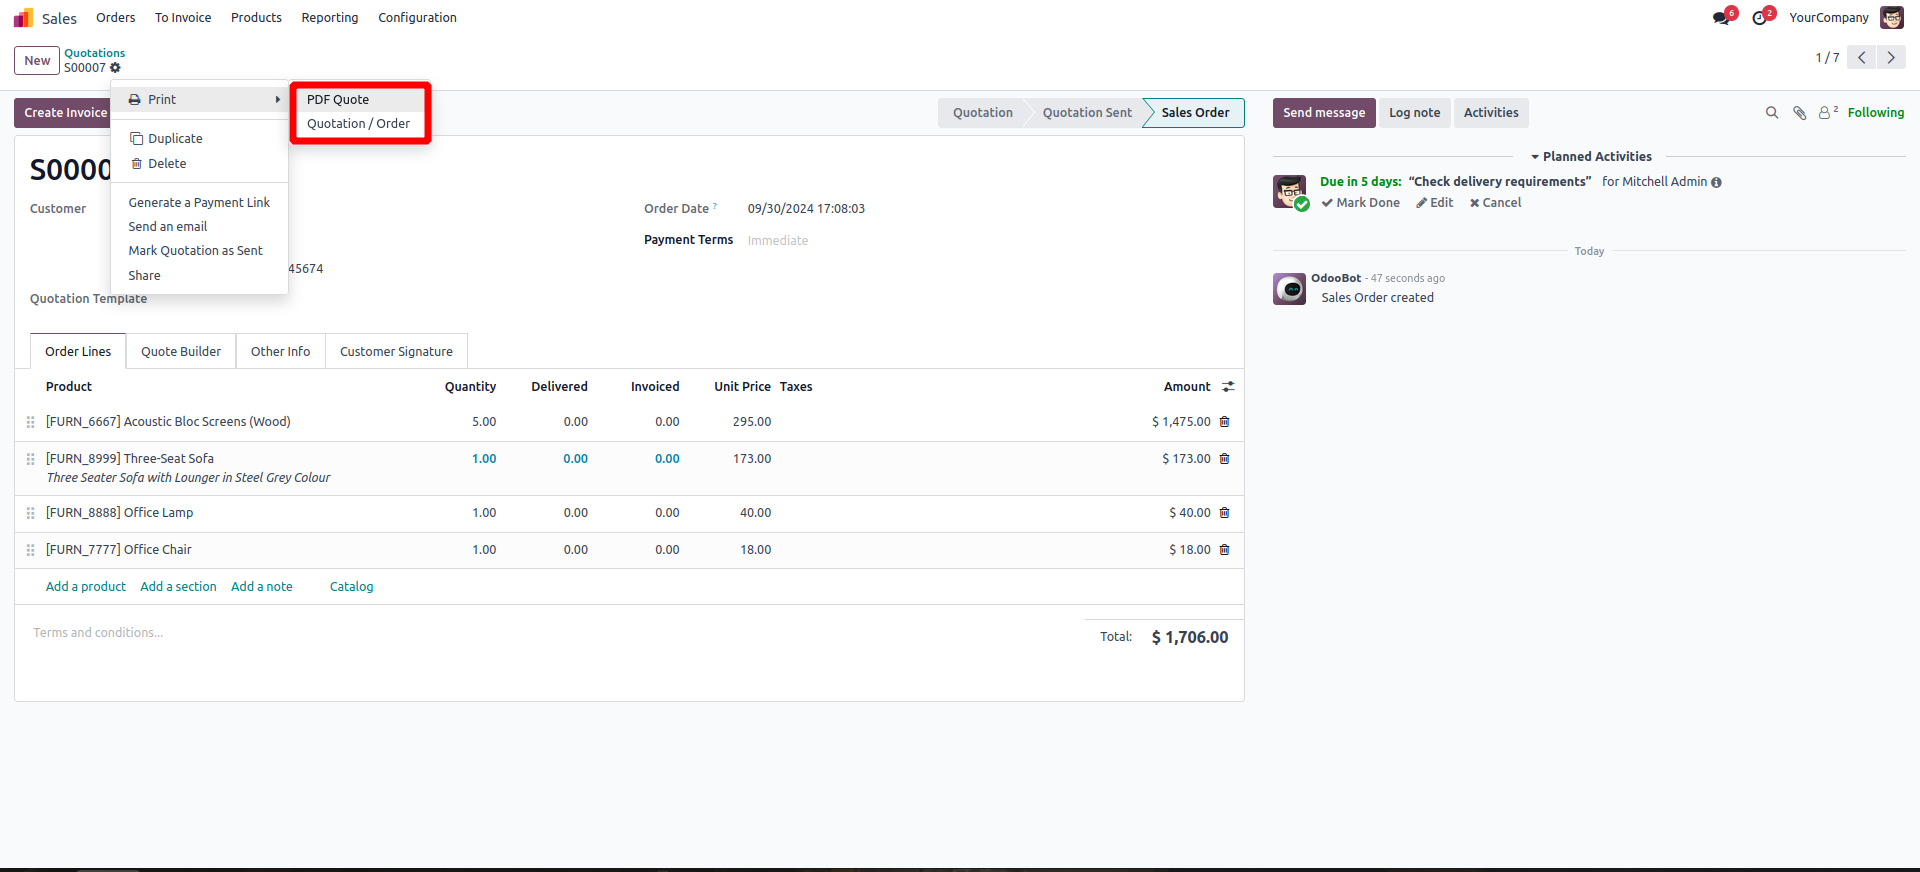 Sales Orders To Invoice Products Reporting Configuration 6 2 YourCompany
New Quotations
S00007 1 / 7
Print PDF Quote
Quotation / Order
Create Invoice Quotation Quotation Sent Sales Order Send message Log note Activities 2 Following
Duplicate
Delete
S0000
Generate a Payment Link
Send an email
Mark Quotation as Sent
Share
Customer Order Date ? 09/30/2024 17:08:03
Payment Terms Immediate
45674
Quotation Template
Planned Activities
Due in 5 days: “Check delivery requirements” for Mitchell Admin
Mark Done Edit Cancel
Today
OdooBot - 47 seconds ago
Sales Order created
Order Lines Quote Builder Other Info Customer Signature
Product Quantity Delivered Invoiced Unit Price Taxes Amount
[FURN_6667] Acoustic Bloc Screens (Wood) 5.00 0.00 0.00 295.00 $ 1,475.00
[FURN_8999] Three-Seat Sofa 1.00 0.00 0.00 173.00 $ 173.00
Three Seater Sofa with Lounger in Steel Grey Colour
[FURN_8888] Office Lamp 1.00 0.00 0.00 40.00 $ 40.00
[FURN_7777] Office Chair 1.00 0.00 0.00 18.00 $ 18.00
Add a product Add a section Add a note Catalog
Terms and conditions...
Total: $ 1,706.00